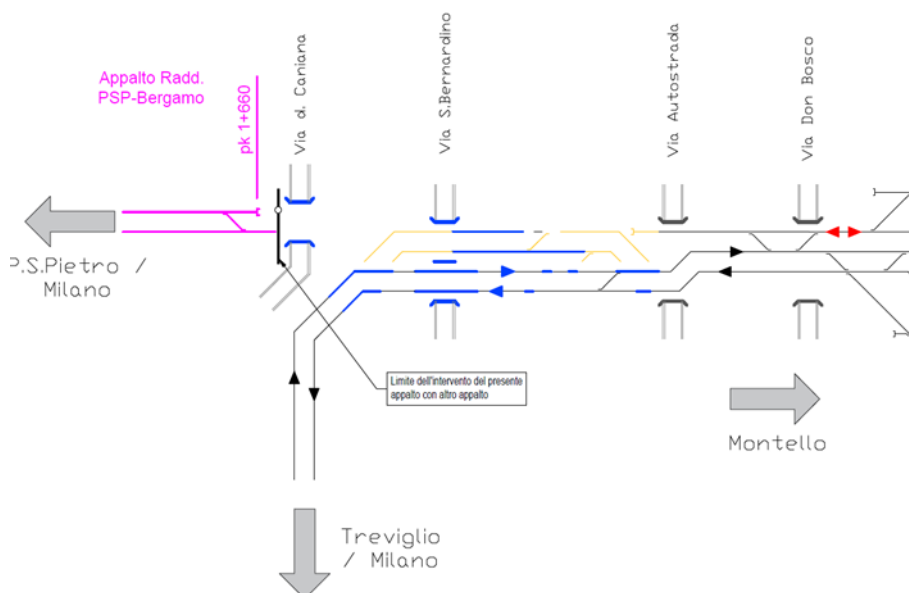 Appalto Radd.
PSP-Bergamo
pk 1+660
Via d. Caniana
Via S.Bernardino
Via Autostrada
Via Don Bosco
P.S.Pietro /
Milano
Limite dell'intervento del presente
appalto con altro appalto
Montello
Treviglio
/ Milano